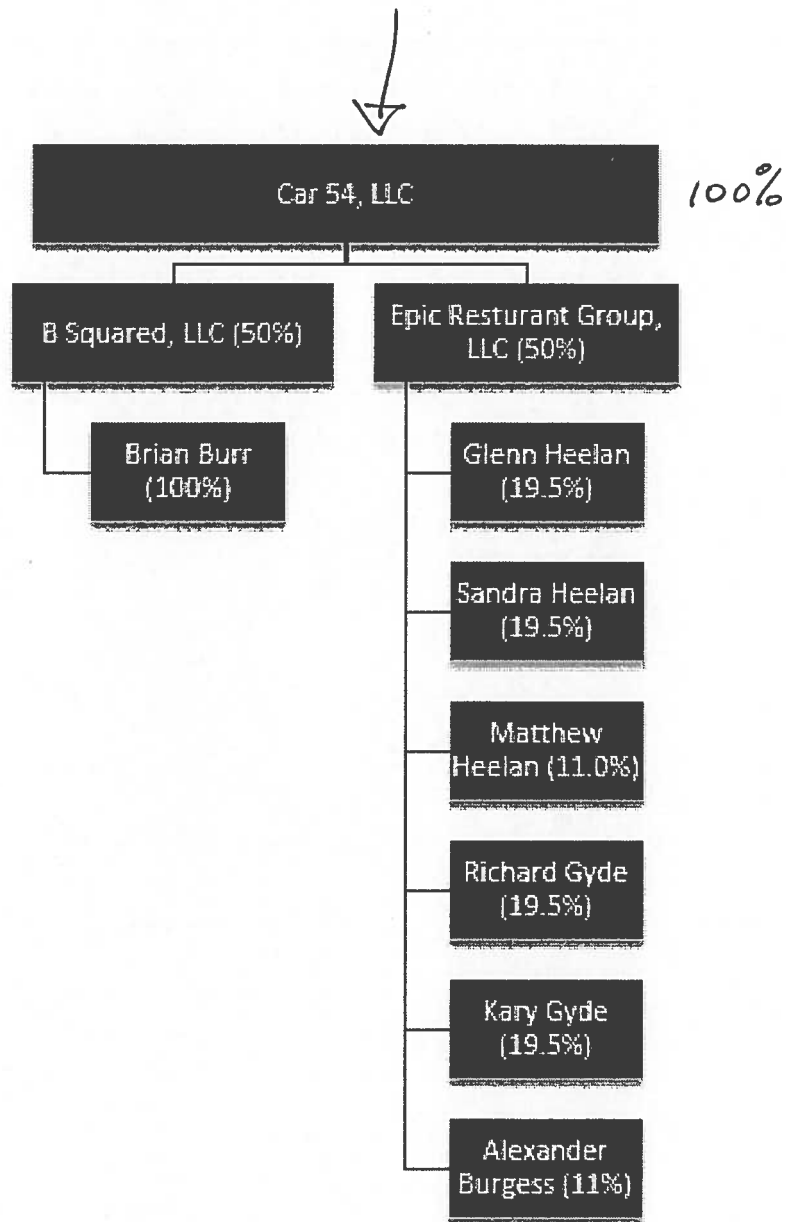 Car 54, LLC
100%
B Squared, LLC (50%)
Epic Resturant Group,
LLC (50%)
Brian Burr
(100%)
Glenn Heelan
(19.5%)
Sandra Heelan
(19.5%)
Matthew
Heelan (11.0%)
Richard Gyde
(19.5%)
Kary Gyde
(19.5%)
Alexander
Burgess (11%)